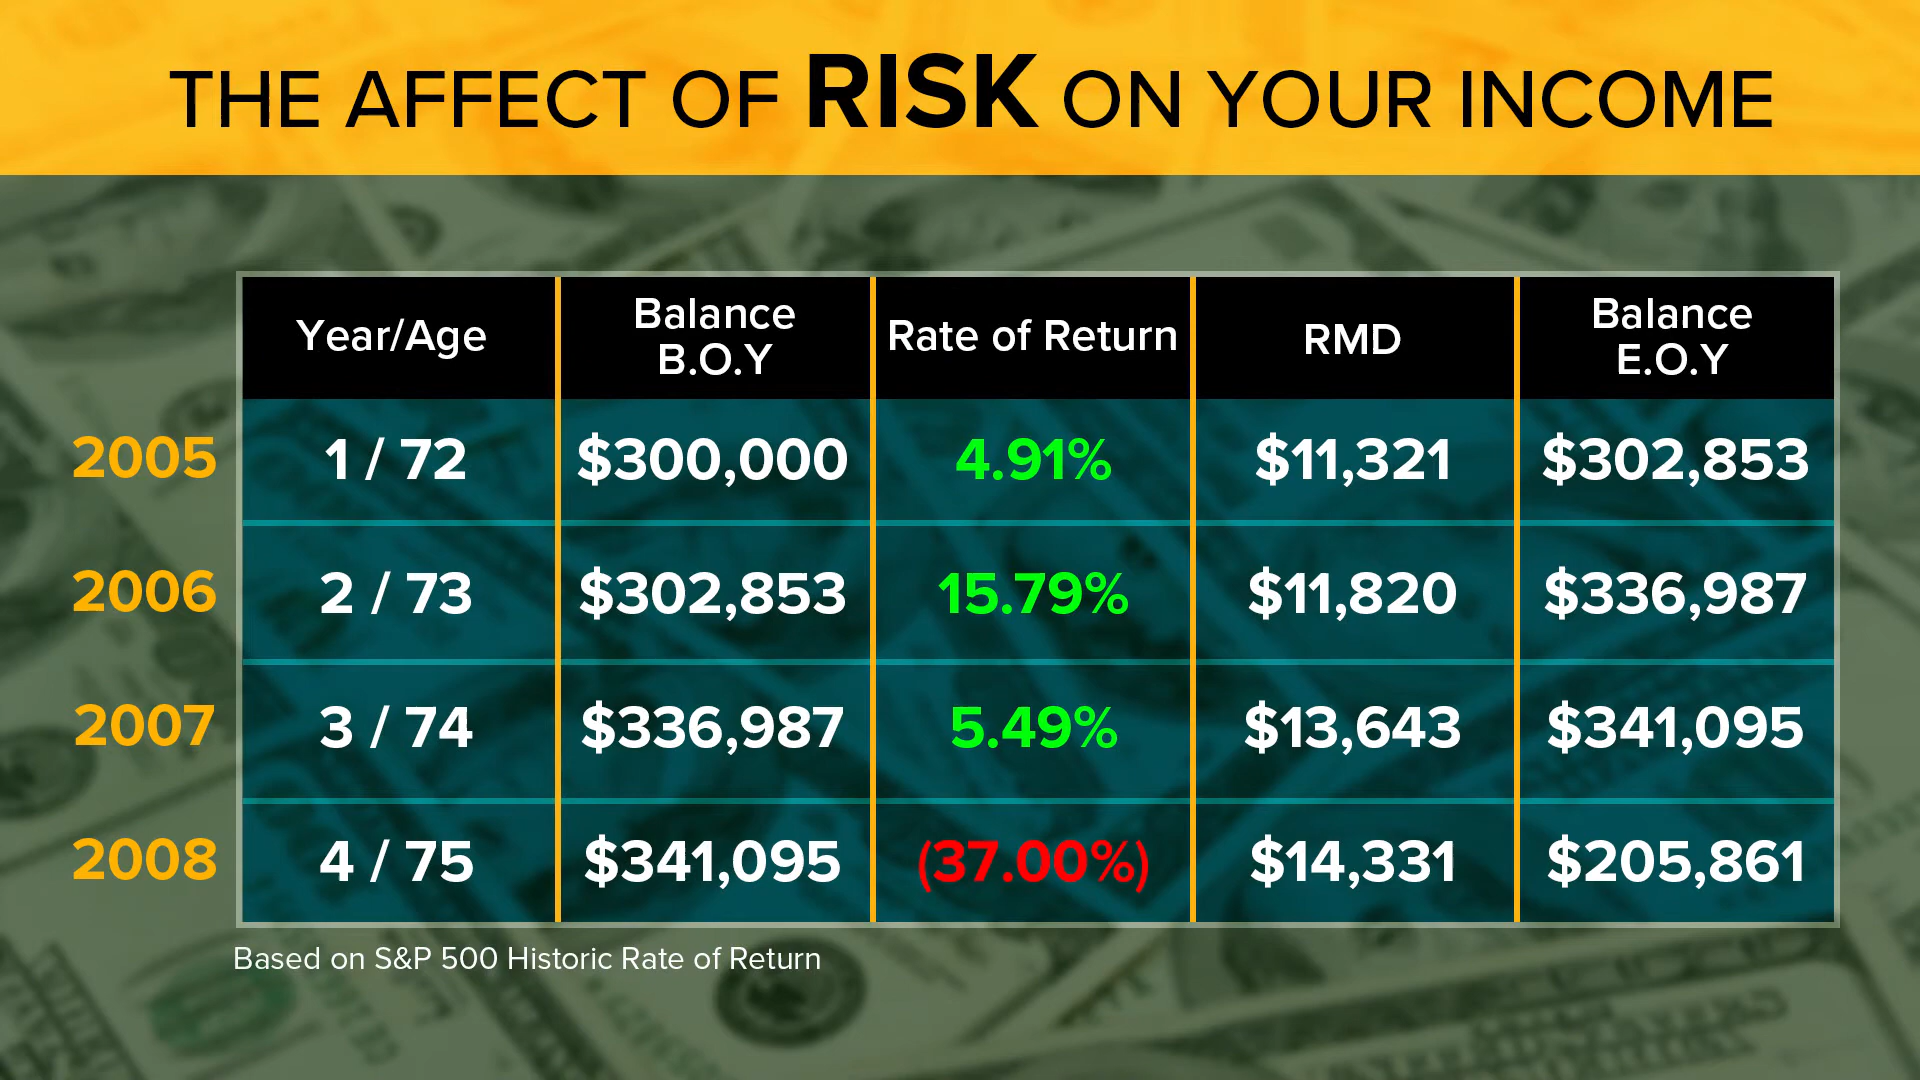 THE AFFECT OF RISK ON YOUR INCOME
Year/Age Balance B.O.Y Rate of Return RMD Balance E.O.Y
2005 1 / 72 $300,000 4.91% $11,321 $302,853
2006 2 / 73 $302,853 15.79% $11,820 $336,987
2007 3 / 74 $336,987 5.49% $13,643 $341,095
2008 4 / 75 $341,095 (37.00%) $14,331 $205,861
Based on S&P 500 Historic Rate of Return